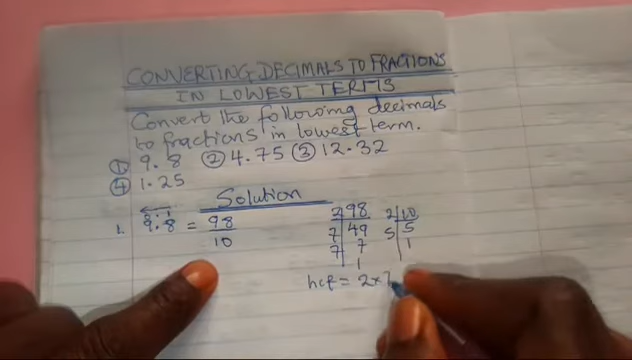 CONVERTING DECIMALS TO FRACTIONS
IN LOWEST TERMS
Convert the following decimals
to fractions in lowest term.
① 9.8 ② 4.75 ③ 12.32
④ 1.25
Solution
1. 9.8 = 98/10
2 | 98
7 | 49
7 | 7
1
2 | 10
5 | 5
1
hcf = 2×